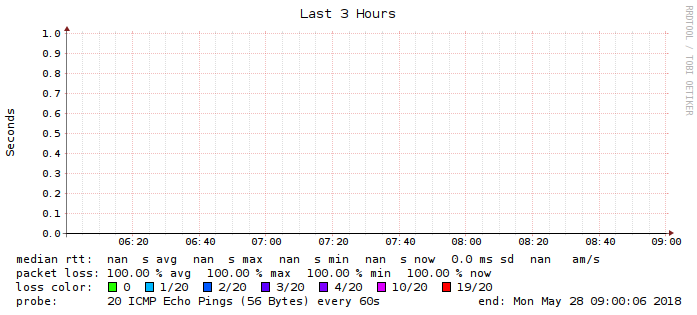 Last 3 Hours
RRDTOOL / TOBI OETIKER
Seconds
1.0
0.9
0.8
0.7
0.6
0.5
0.4
0.3
0.2
0.1
0.0
06:20 06:40 07:00 07:20 07:40 08:00 08:20 08:40 09:00
median rtt: nan s avg nan s max nan s min nan s now 0.0 ms sd nan am/s
packet loss: 100.00 % avg 100.00 % max 100.00 % min 100.00 % now
loss color: 0 1/20 2/20 3/20 4/20 10/20 19/20
probe: 20 ICMP Echo Pings (56 Bytes) every 60s end: Mon May 28 09:00:06 2018